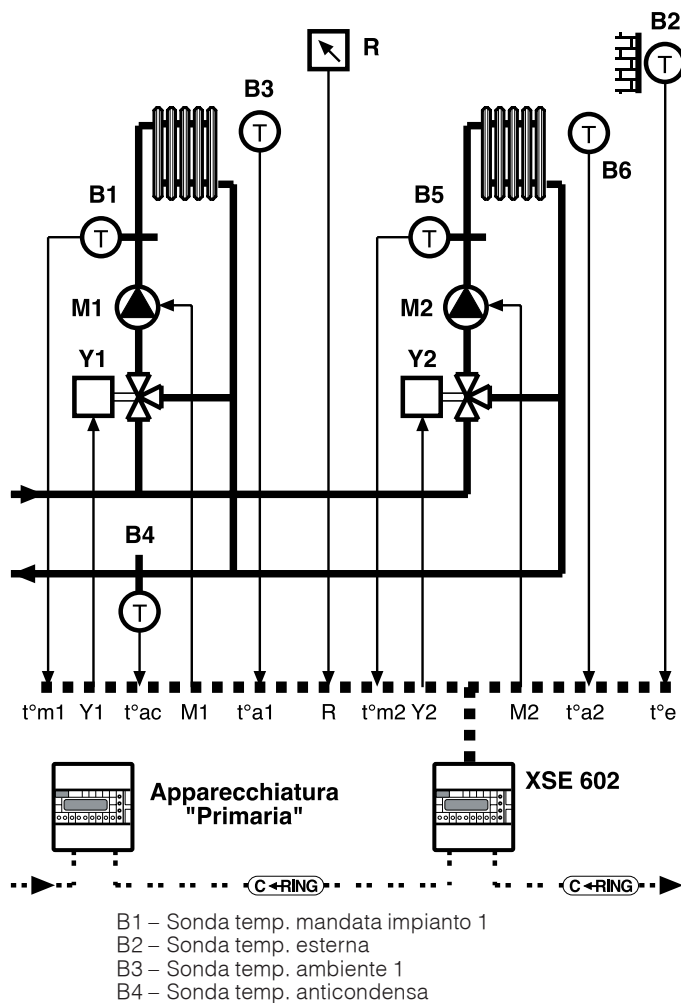 B2
R
B3
B6
B1
B5
T
T
T
T
T
M1
M2
Y1
Y2
B4
T
t°m1 Y1 t°ac M1 t°a1 R t°m2 Y2 M2 t°a2 t°e
Apparecchiatura
"Primaria"
XSE 602
C RING
C RING
B1 – Sonda temp. mandata impianto 1
B2 – Sonda temp. esterna
B3 – Sonda temp. ambiente 1
B4 – Sonda temp. anticondensa